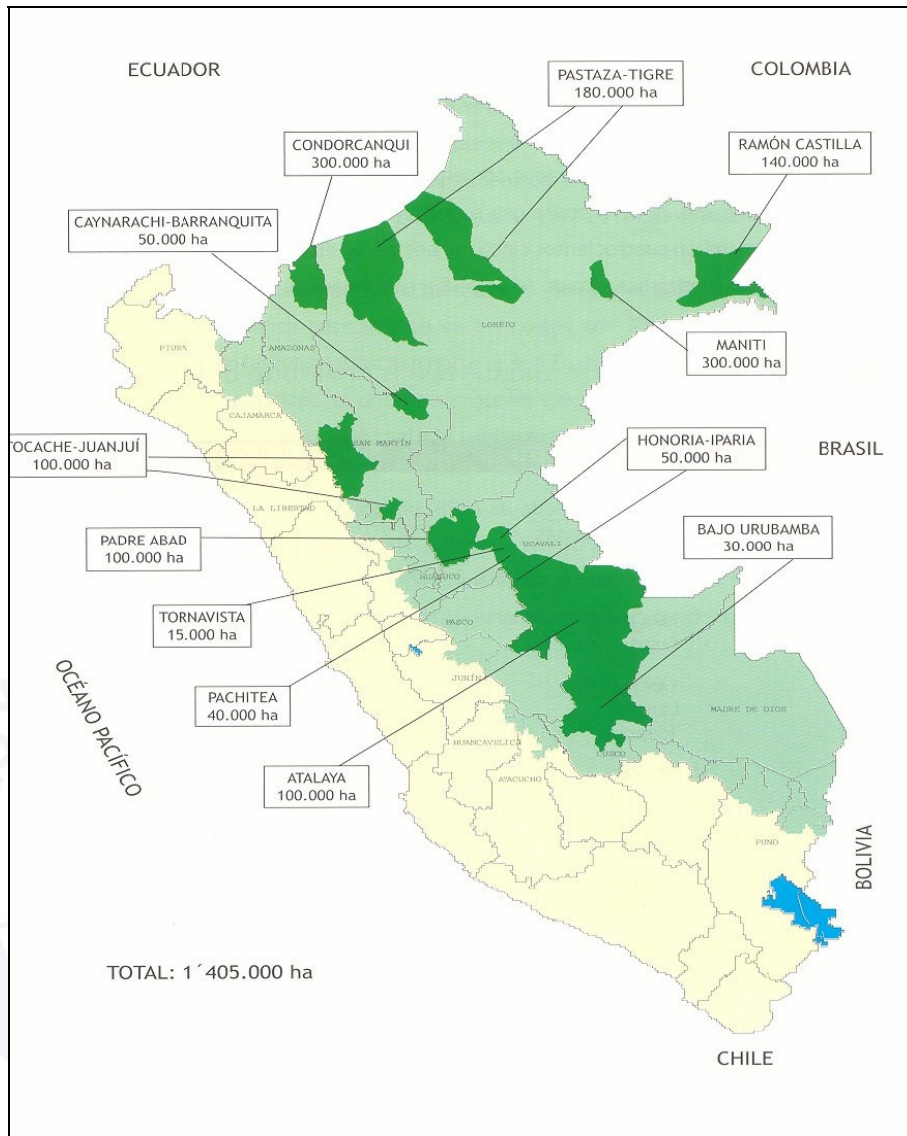 ECUADOR
COLOMBIA
PASTAZA-TIGRE
180.000 ha
CONDORCANQUI
300.000 ha
RAMÓN CASTILLA
140.000 ha
CAYNARACHI-BARRANQUITA
50.000 ha
LORETO
PIURA
AMAZONAS
MANITI
300.000 ha
CAJAMARCA
SAN MARTÍN
TOCACHE-JUANJUÍ
100.000 ha
HONORIA-IPARIA
50.000 ha
BRASIL
LA LIBERTAD
PADRE ABAD
100.000 ha
UCAYALI
BAJO URUBAMBA
30.000 ha
HUANUCO
TORNAVISTA
15.000 ha
PASCO
JUNÍN
PACHITEA
40.000 ha
MADRE DE DIOS
OCÉANO PACÍFICO
HUANCAVELICA
CUSCO
ATALAYA
100.000 ha
AYACUCHO
PUNO
BOLIVIA
TOTAL: 1´405.000 ha
CHILE